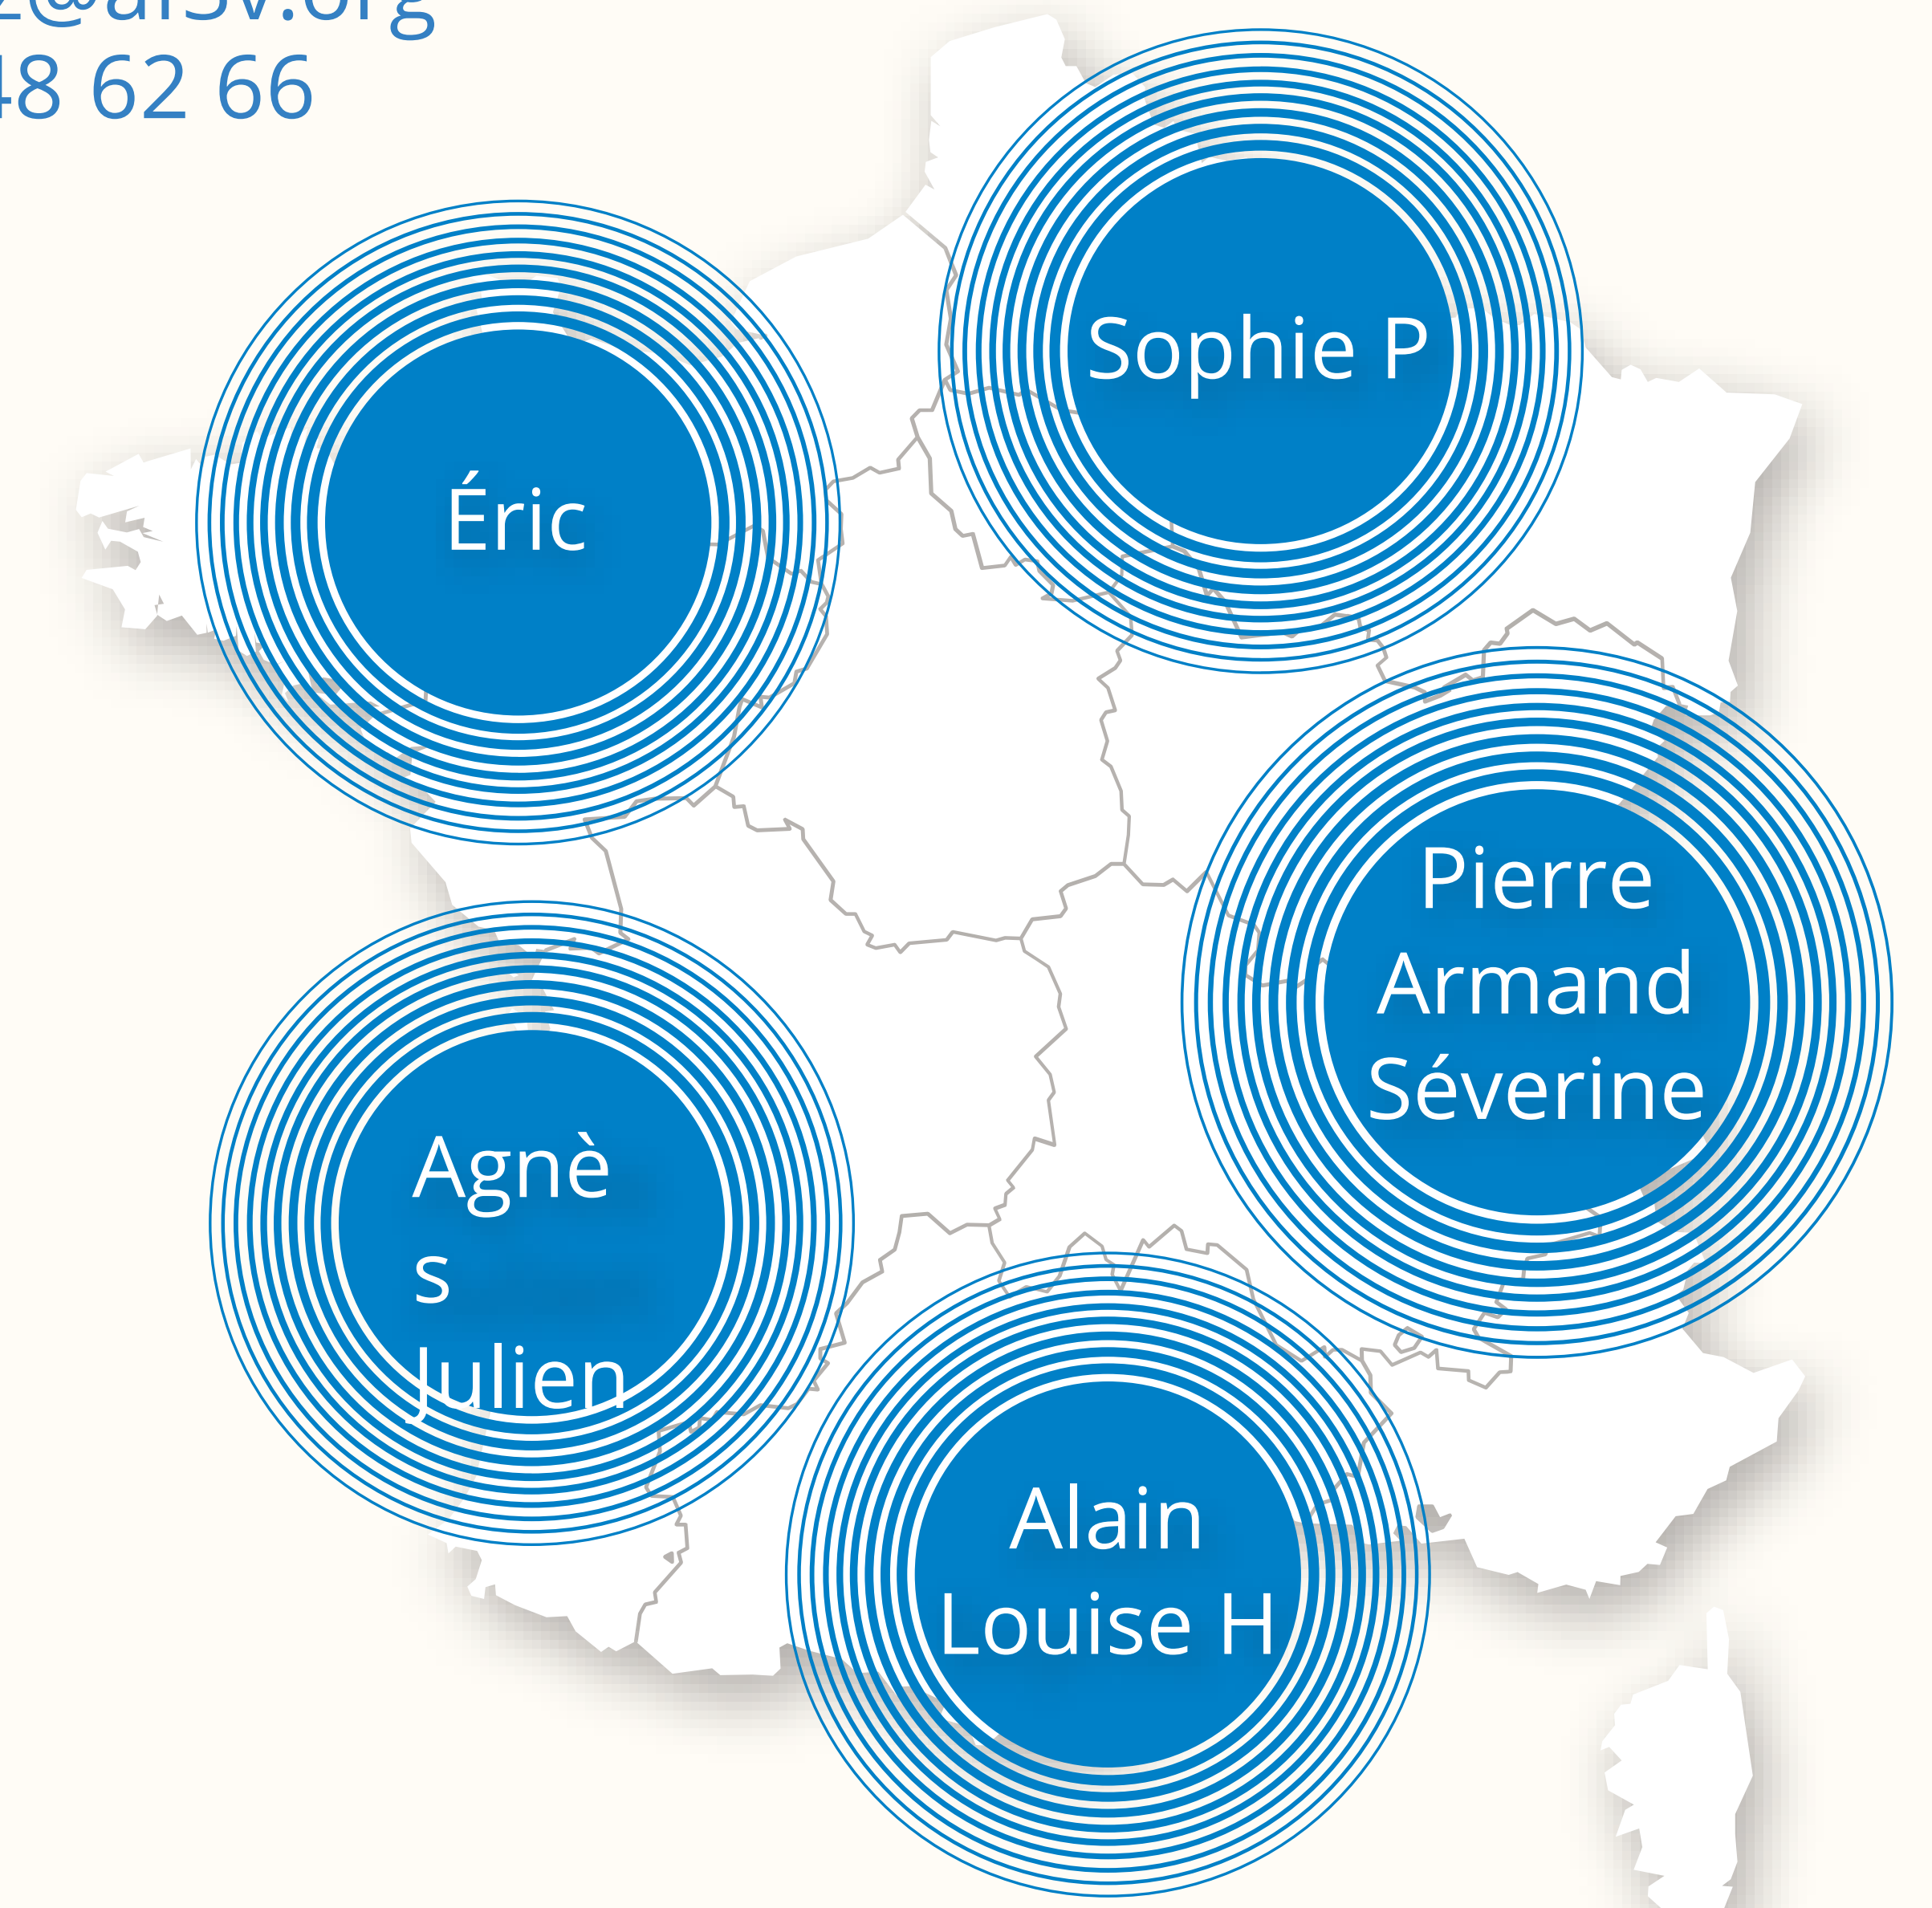 48 62 66
Sophie P
Éric
Pierre
Armand
Séverine
Agnè
s
Julien
Alain
Louise H